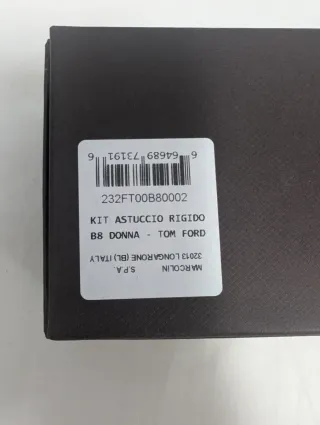 6 64689 73191 6
232FT00B80002
KIT ASTUCCIO RIGIDO
B8 DONNA - TOM FORD
MARCOLIN S.P.A.
32013 LONGARONE (BL) ITALY